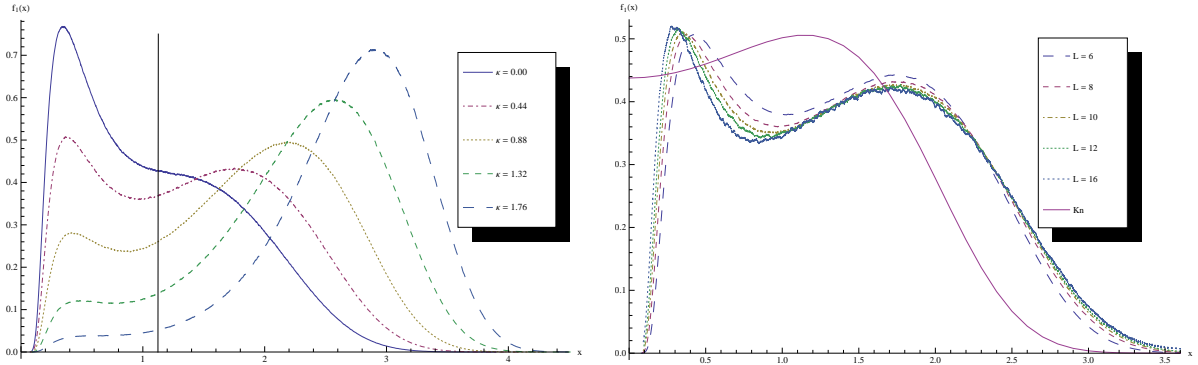 f₁(x)
0.7
0.6
0.5
0.4
0.3
0.2
0.1
0.0
1
2
3
4
x
κ = 0.00
κ = 0.44
κ = 0.88
κ = 1.32
κ = 1.76
f₁(x)
0.5
0.4
0.3
0.2
0.1
0.0
0.5
1.0
1.5
2.0
2.5
3.0
3.5
x
L = 6
L = 8
L = 10
L = 12
L = 16
Kn